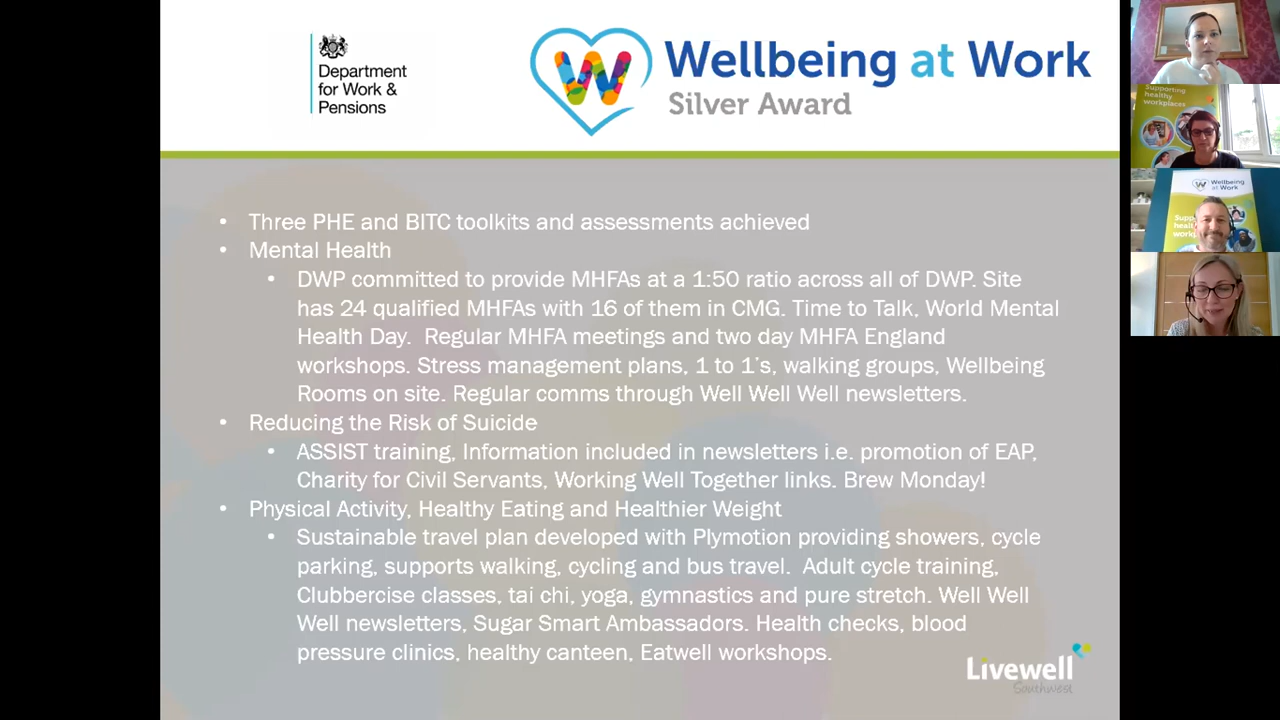 Department
for Work &
Pensions
Wellbeing at Work
Silver Award
• Three PHE and BITC toolkits and assessments achieved
• Mental Health
• DWP committed to provide MHFAs at a 1:50 ratio across all of DWP. Site
has 24 qualified MHFAs with 16 of them in CMG. Time to Talk, World Mental
Health Day.  Regular MHFA meetings and two day MHFA England
workshops. Stress management plans, 1 to 1's, walking groups, Wellbeing
Rooms on site. Regular comms through Well Well Well newsletters.
• Reducing the Risk of Suicide
• ASSIST training, Information included in newsletters i.e. promotion of EAP,
Charity for Civil Servants, Working Well Together links. Brew Monday!
• Physical Activity, Healthy Eating and Healthier Weight
• Sustainable travel plan developed with Plymotion providing showers, cycle
parking, supports walking, cycling and bus travel.  Adult cycle training,
Clubbercise classes, tai chi, yoga, gymnastics and pure stretch. Well Well
Well newsletters, Sugar Smart Ambassadors. Health checks, blood
pressure clinics, healthy canteen, Eatwell workshops.
Livewell
Southwest
Supporting
healthy
workplaces
Wellbeing
at Work